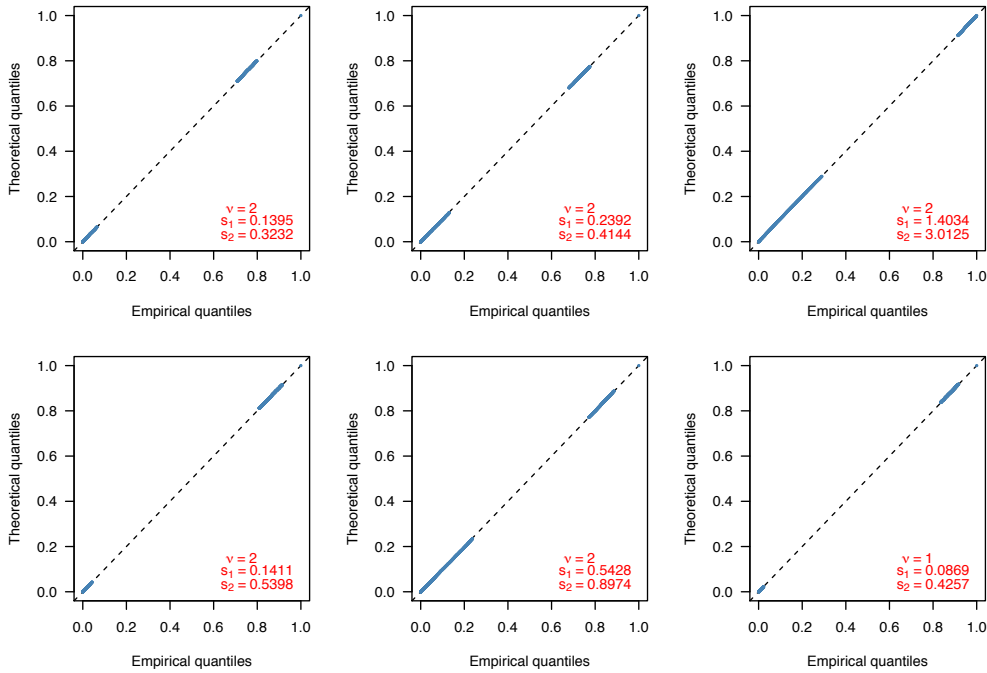 1.0
0.8
0.6
0.4
0.2
0.0
Theoretical quantiles
ν = 2
s1 = 0.1395
s2 = 0.3232
0.0 0.2 0.4 0.6 0.8 1.0
Empirical quantiles
1.0
0.8
0.6
0.4
0.2
0.0
Theoretical quantiles
ν = 2
s1 = 0.2392
s2 = 0.4144
0.0 0.2 0.4 0.6 0.8 1.0
Empirical quantiles
1.0
0.8
0.6
0.4
0.2
0.0
Theoretical quantiles
ν = 2
s1 = 1.4034
s2 = 3.0125
0.0 0.2 0.4 0.6 0.8 1.0
Empirical quantiles
1.0
0.8
0.6
0.4
0.2
0.0
Theoretical quantiles
ν = 2
s1 = 0.1411
s2 = 0.5398
0.0 0.2 0.4 0.6 0.8 1.0
Empirical quantiles
1.0
0.8
0.6
0.4
0.2
0.0
Theoretical quantiles
ν = 2
s1 = 0.5428
s2 = 0.8974
0.0 0.2 0.4 0.6 0.8 1.0
Empirical quantiles
1.0
0.8
0.6
0.4
0.2
0.0
Theoretical quantiles
ν = 1
s1 = 0.0869
s2 = 0.4257
0.0 0.2 0.4 0.6 0.8 1.0
Empirical quantiles